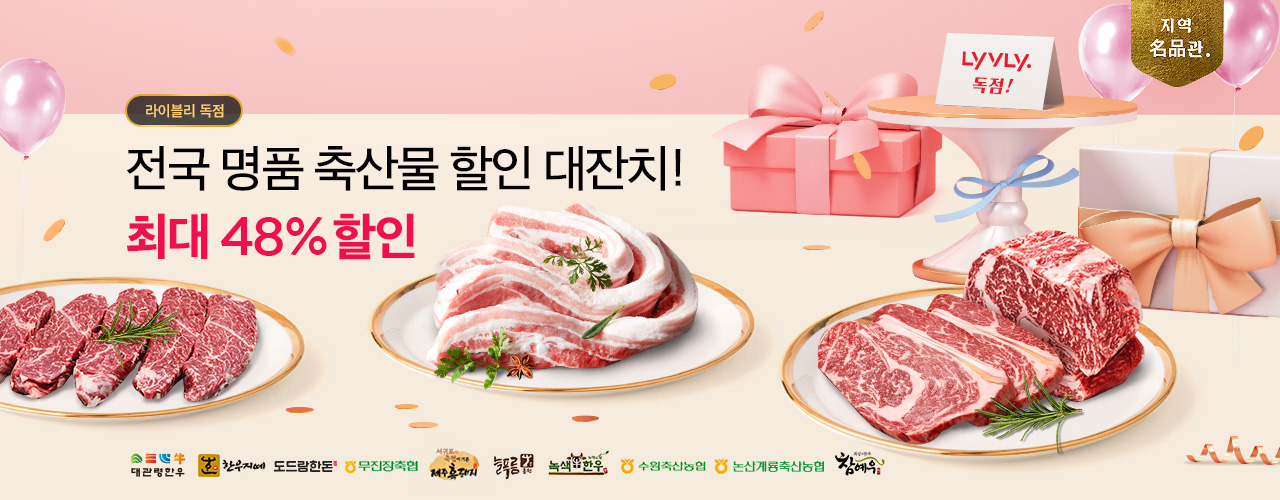 라이블리 독점
전국 명품 축산물 할인 대잔치!
최대 48% 할인
LYVLY.
독점!
지역
名品관.
대관령한우
한우지예
도드람한돈
무진장축협
제주흑돼지
늘푸름
녹색한우
수원축산농협
논산계룡축산농협
참예우